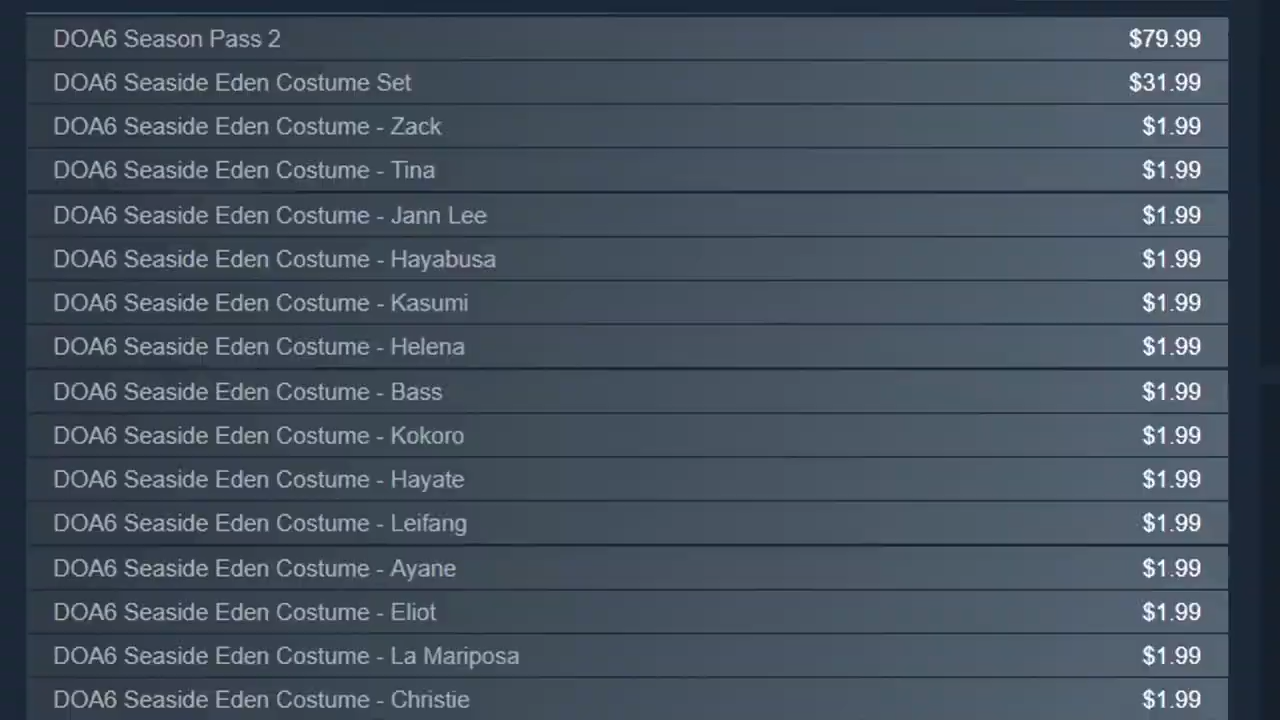 DOA6 Season Pass 2 $79.99
DOA6 Seaside Eden Costume Set $31.99
DOA6 Seaside Eden Costume - Zack $1.99
DOA6 Seaside Eden Costume - Tina $1.99
DOA6 Seaside Eden Costume - Jann Lee $1.99
DOA6 Seaside Eden Costume - Hayabusa $1.99
DOA6 Seaside Eden Costume - Kasumi $1.99
DOA6 Seaside Eden Costume - Helena $1.99
DOA6 Seaside Eden Costume - Bass $1.99
DOA6 Seaside Eden Costume - Kokoro $1.99
DOA6 Seaside Eden Costume - Hayate $1.99
DOA6 Seaside Eden Costume - Leifang $1.99
DOA6 Seaside Eden Costume - Ayane $1.99
DOA6 Seaside Eden Costume - Eliot $1.99
DOA6 Seaside Eden Costume - La Mariposa $1.99
DOA6 Seaside Eden Costume - Christie $1.99